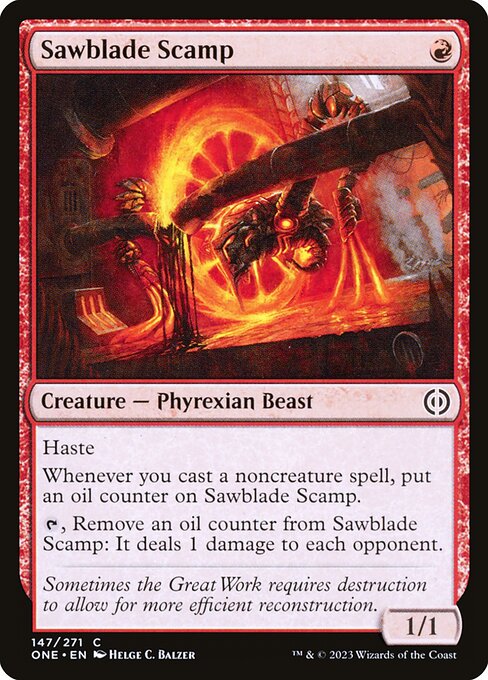 Sawblade Scamp
Creature — Phyrexian Beast
Haste
Whenever you cast a noncreature spell, put
an oil counter on Sawblade Scamp.
, Remove an oil counter from Sawblade
Scamp: It deals 1 damage to each opponent.
Sometimes the Great Work requires destruction
to allow for more efficient reconstruction.
1/1
147/271 C
ONE • EN Helge C. Balzer
™ & © 2023 Wizards of the Coast